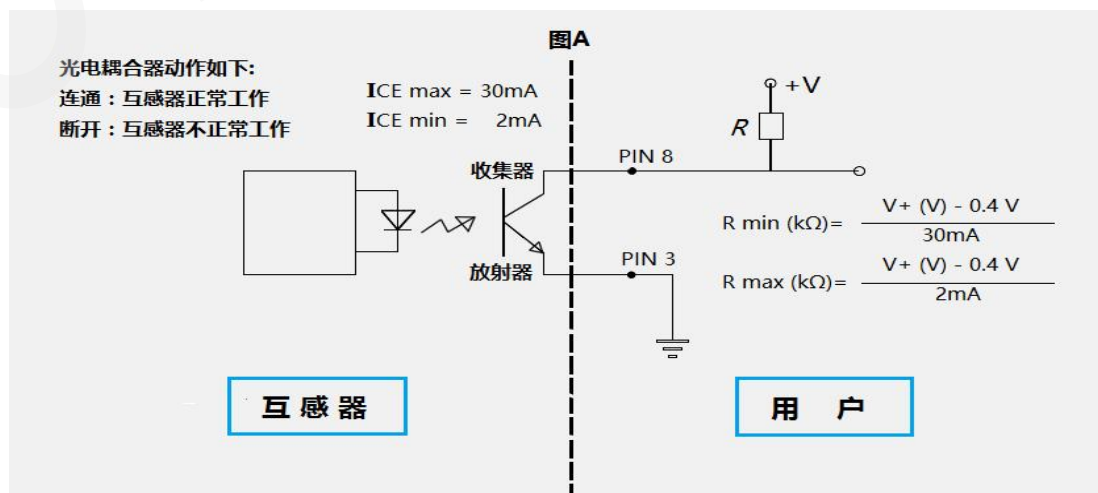 图A
光电耦合器动作如下:
连通：互感器正常工作
断开：互感器不正常工作
ICE max = 30mA
ICE min = 2mA
+V
R
PIN 8
收集器
放射器
PIN 3
R min (kΩ)= V+ (V) - 0.4 V
30mA
R max (kΩ)= V+ (V) - 0.4 V
2mA
互感器
用 户